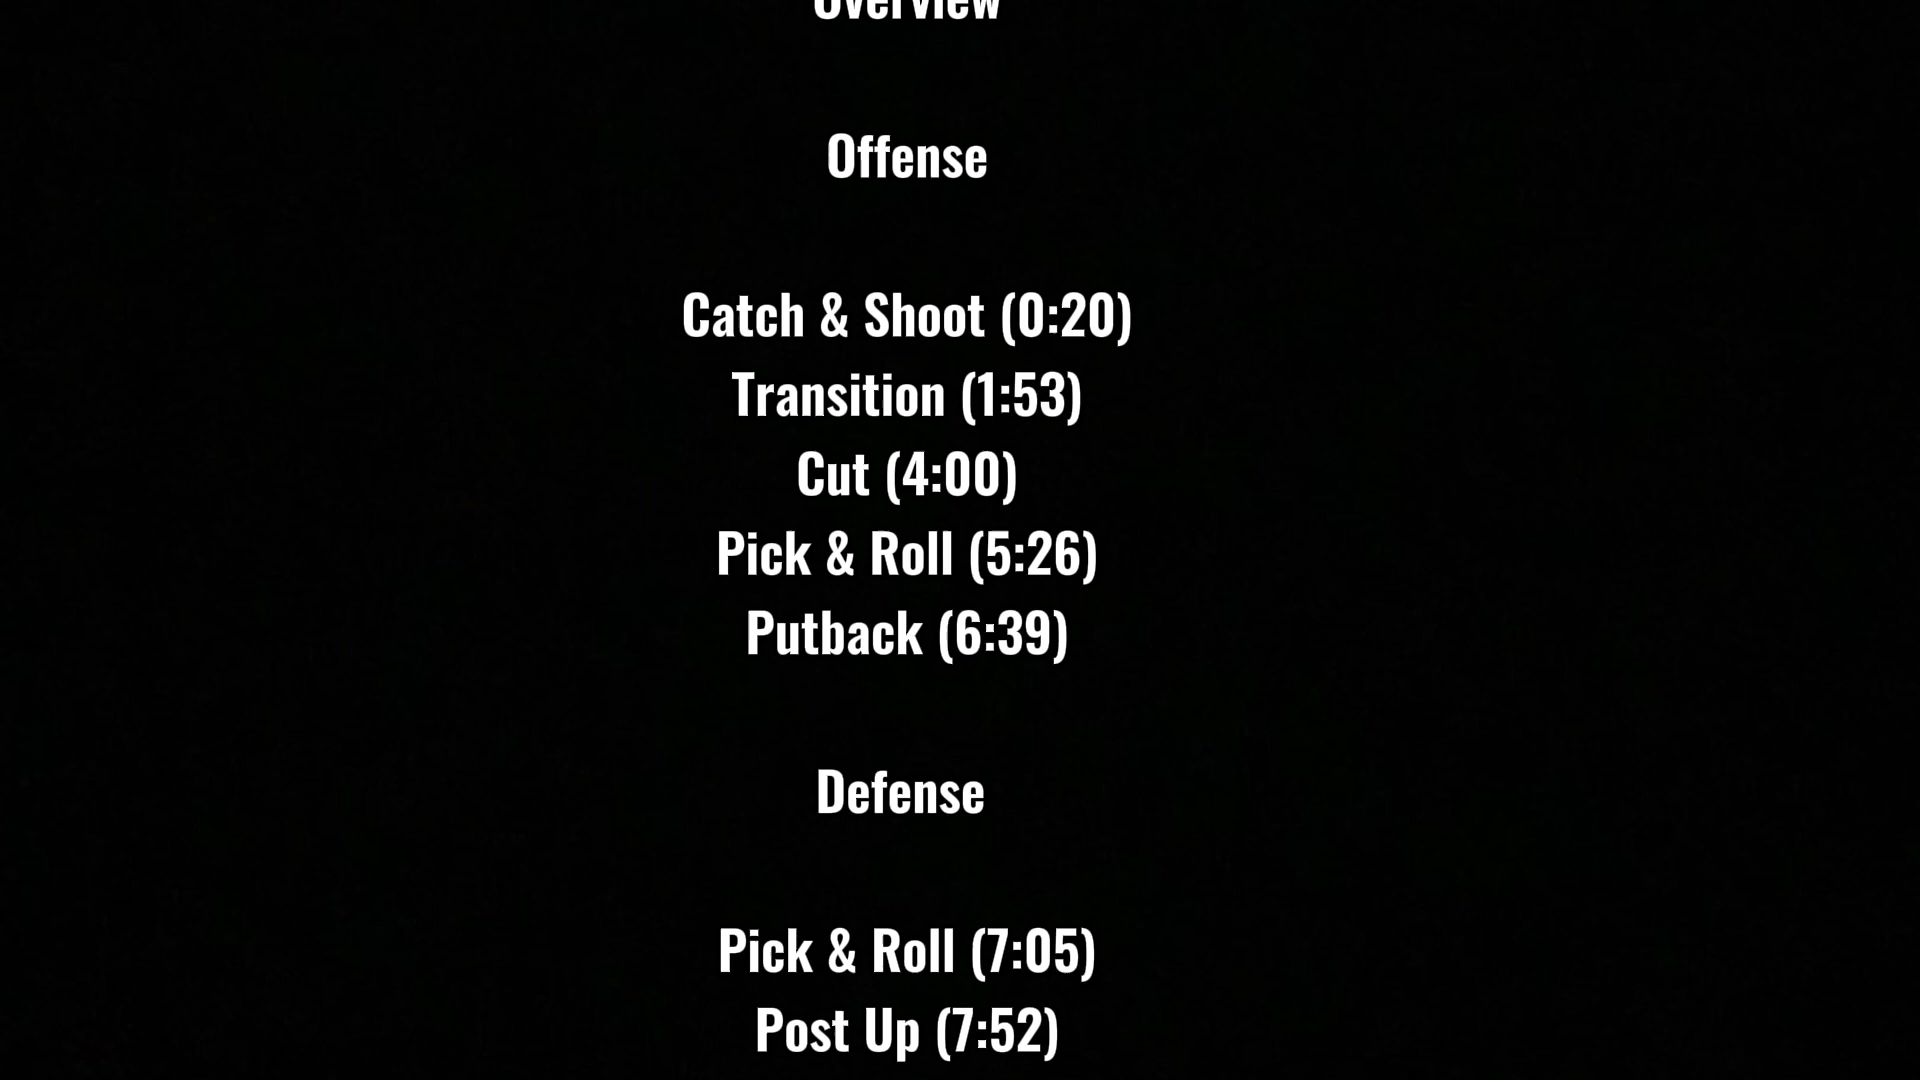 Overview
Offense
Catch & Shoot (0:20)
Transition (1:53)
Cut (4:00)
Pick & Roll (5:26)
Putback (6:39)
Defense
Pick & Roll (7:05)
Post Up (7:52)